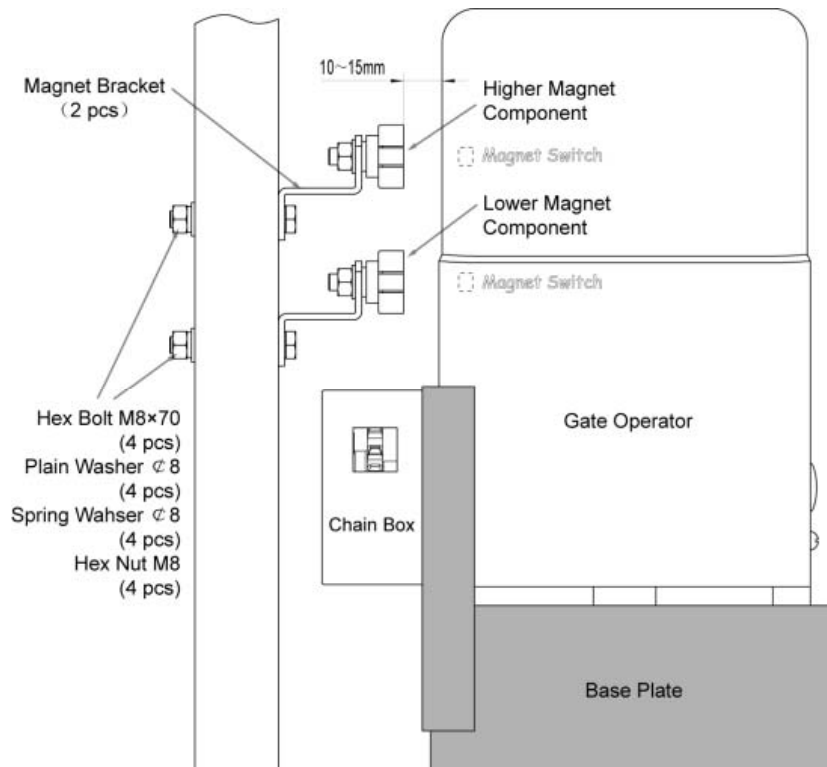 10~15mm
Magnet Bracket
（2 pcs）
Higher Magnet
Component
Magnet Switch
Lower Magnet
Component
Magnet Switch
Hex Bolt M8×70
(4 pcs)
Plain Washer ⊄8
(4 pcs)
Spring Wahser ⊄8
(4 pcs)
Hex Nut M8
(4 pcs)
Gate Operator
Chain Box
Base Plate